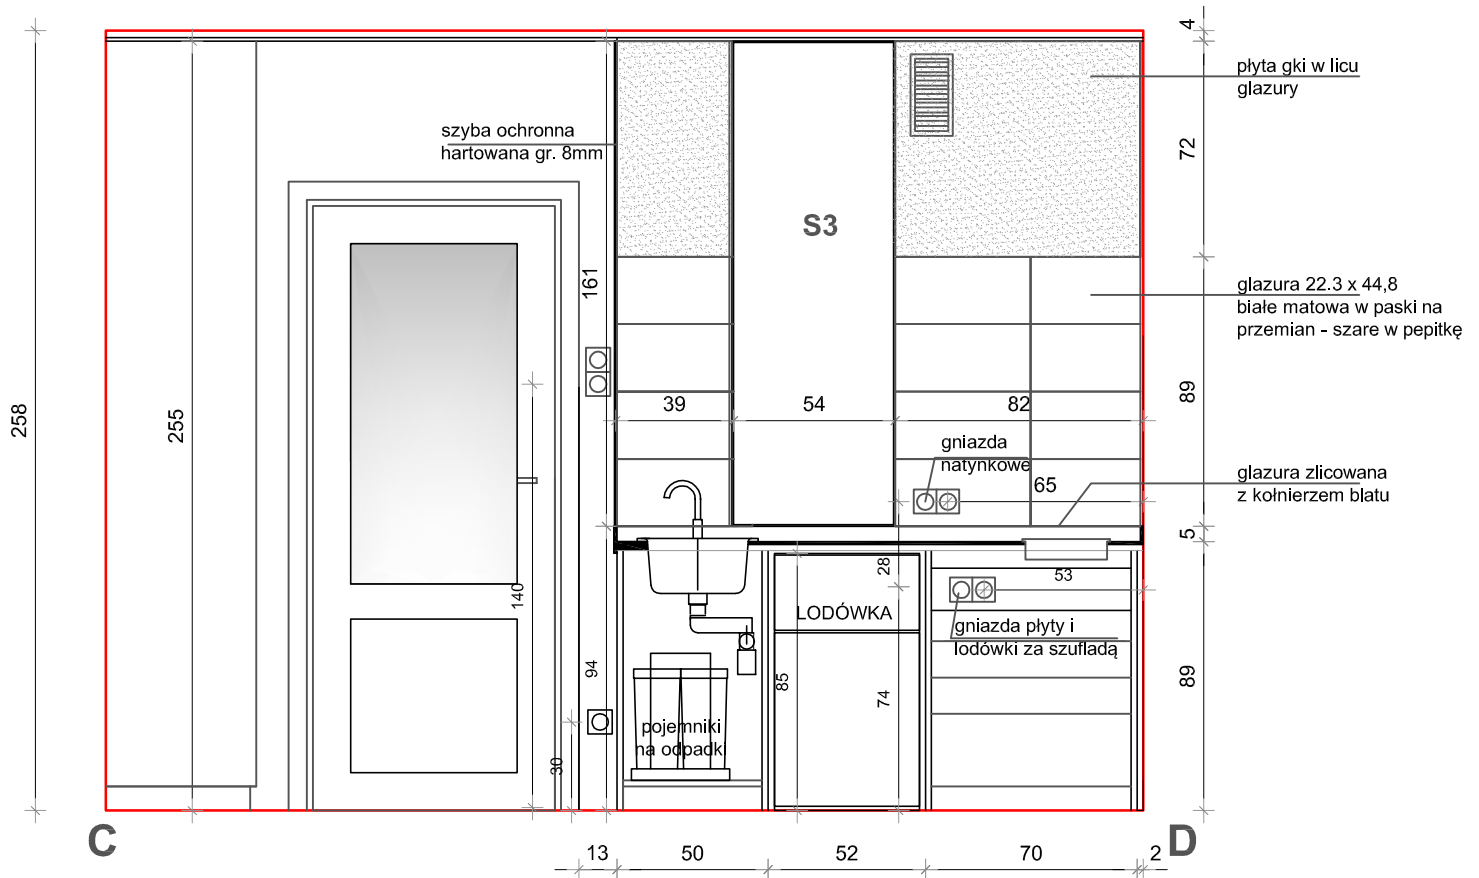 4
płyta gki w licu
glazury
szyba ochronna
hartowana gr. 8mm
72
S3
161
glazura 22.3 x 44,8
białe matowa w paski na
przemian - szare w pepitkę
258
255
39
54
82
89
gniazda
natynkowe
65
glazura zlicowana
z kołnierzem blatu
5
140
28
53
LODÓWKA
gniazda płyty i
lodówki za szufladą
94
85
74
89
pojemniki
na odpadki
30
C
D
13
50
52
70
2